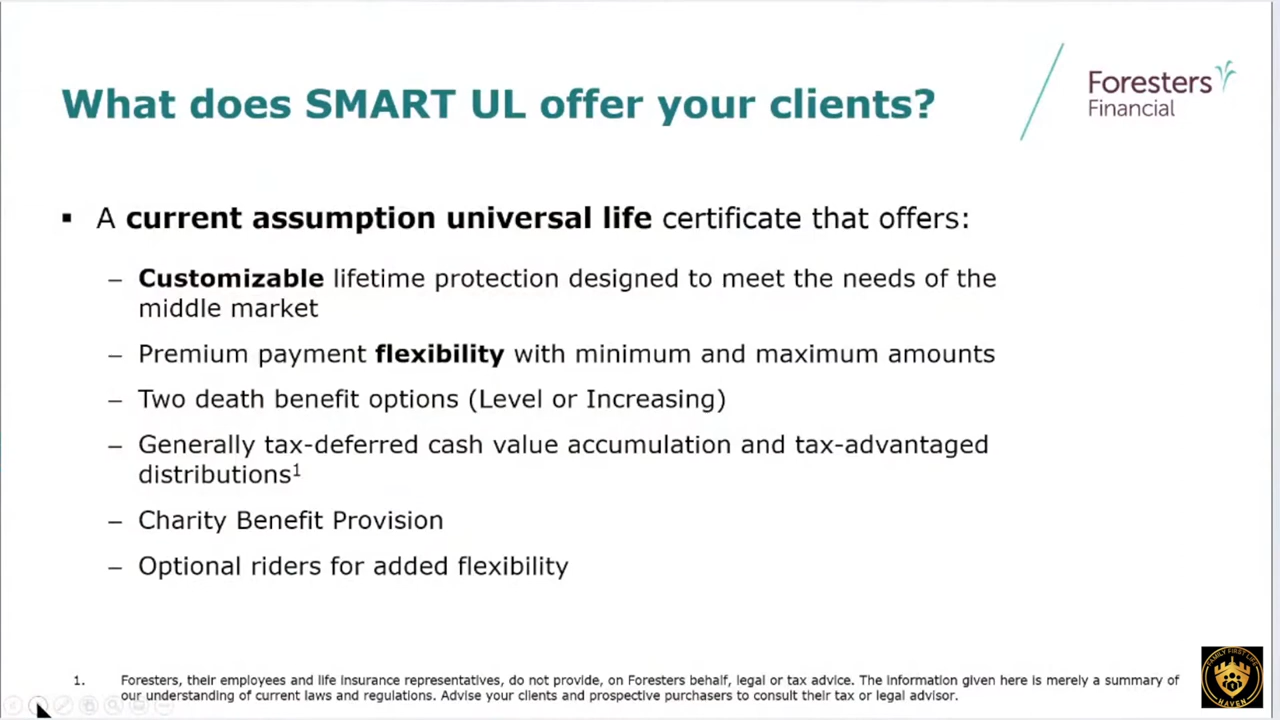 What does SMART UL offer your clients?
Foresters
Financial
▪ A current assumption universal life certificate that offers:
– Customizable lifetime protection designed to meet the needs of the
middle market
– Premium payment flexibility with minimum and maximum amounts
– Two death benefit options (Level or Increasing)
– Generally tax-deferred cash value accumulation and tax-advantaged
distributions1
– Charity Benefit Provision
– Optional riders for added flexibility
1. Foresters, their employees and life insurance representatives, do not provide, on Foresters behalf, legal or tax advice. The information given here is merely a summary of
our understanding of current laws and regulations. Advise your clients and prospective purchasers to consult their tax or legal advisor.
FAMILY FIRST LIFE
HAVEN